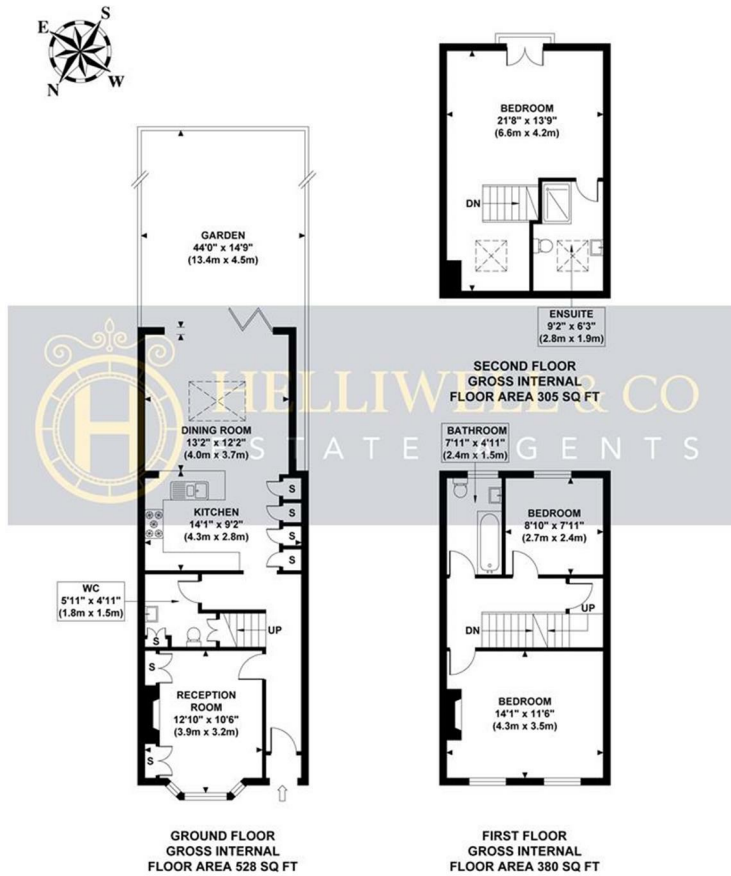 S
E
W
N
GARDEN
44'0" x 14'9"
(13.4m x 4.5m)
DINING ROOM
13'2" x 12'2"
(4.0m x 3.7m)
KITCHEN
14'1" x 9'2"
(4.3m x 2.8m)
S
S
S
S
WC
5'11" x 4'11"
(1.8m x 1.5m)
S
UP
S
RECEPTION
ROOM
12'10" x 10'6"
(3.9m x 3.2m)
S
GROUND FLOOR
GROSS INTERNAL
FLOOR AREA 528 SQ FT
BEDROOM
21'8" x 13'9"
(6.6m x 4.2m)
DN
ENSUITE
9'2" x 6'3"
(2.8m x 1.9m)
SECOND FLOOR
GROSS INTERNAL
FLOOR AREA 305 SQ FT
H
HELLIWELL & CO
ESTATE AGENTS
BATHROOM
7'11" x 4'11"
(2.4m x 1.5m)
BEDROOM
8'10" x 7'11"
(2.7m x 2.4m)
UP
DN
BEDROOM
14'1" x 11'6"
(4.3m x 3.5m)
FIRST FLOOR
GROSS INTERNAL
FLOOR AREA 380 SQ FT